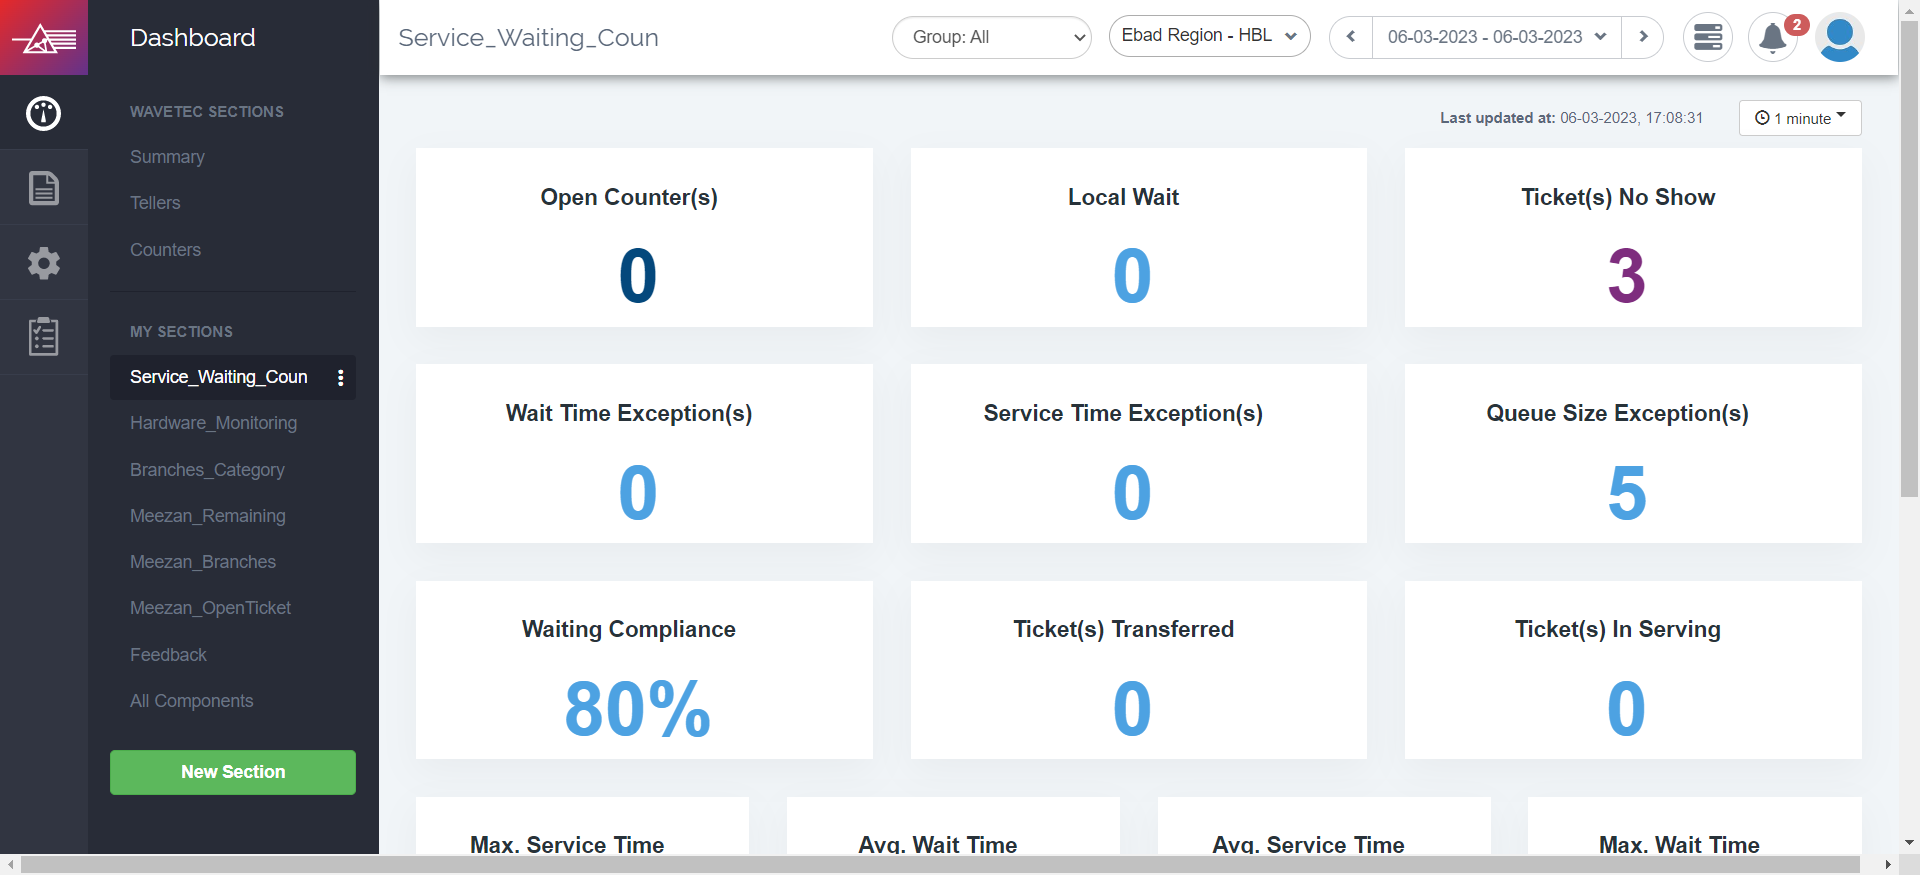 Dashboard
WAVETEC SECTIONS
Summary
Tellers
Counters
MY SECTIONS
Service_Waiting_Coun
Hardware_Monitoring
Branches_Category
Meezan_Remaining
Meezan_Branches
Meezan_OpenTicket
Feedback
All Components
New Section
Service_Waiting_Coun
Group: All
Ebad Region - HBL
06-03-2023 - 06-03-2023
2
Last updated at: 06-03-2023, 17:08:31
1 minute
Open Counter(s)
0
Local Wait
0
Ticket(s) No Show
3
Wait Time Exception(s)
0
Service Time Exception(s)
0
Queue Size Exception(s)
5
Waiting Compliance
80%
Ticket(s) Transferred
0
Ticket(s) In Serving
0
Max. Service Time
Avg. Wait Time
Avg. Service Time
Max. Wait Time